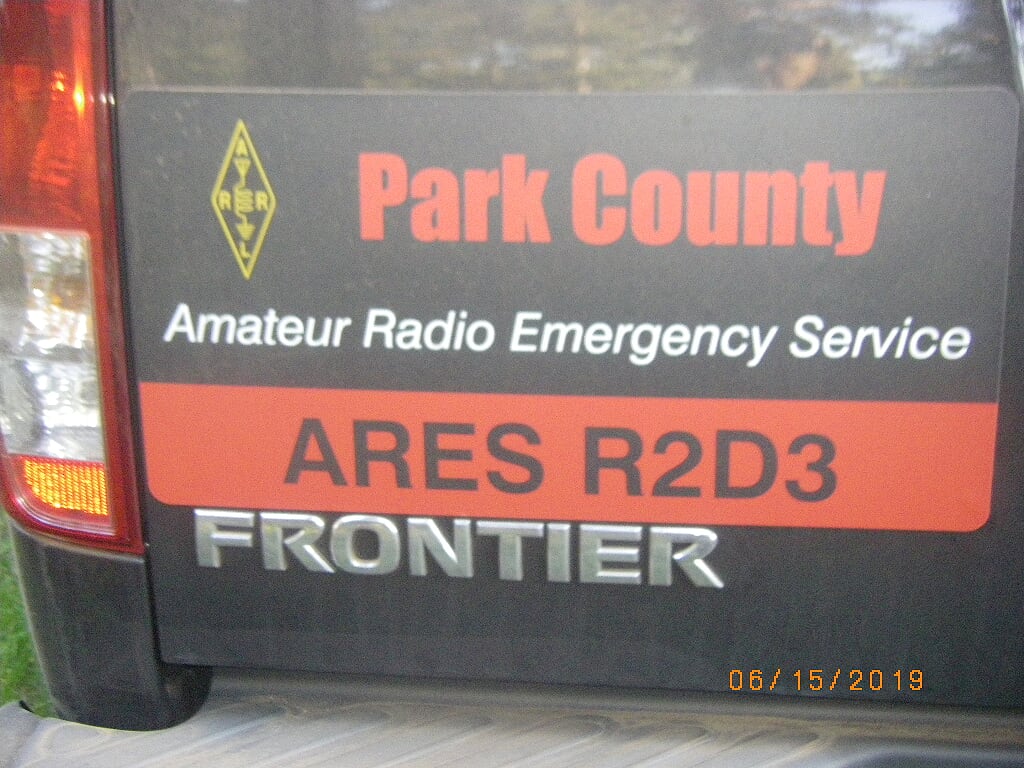 A
R R
L
Park County
Amateur Radio Emergency Service
ARES R2D3
FRONTIER
06/15/2019